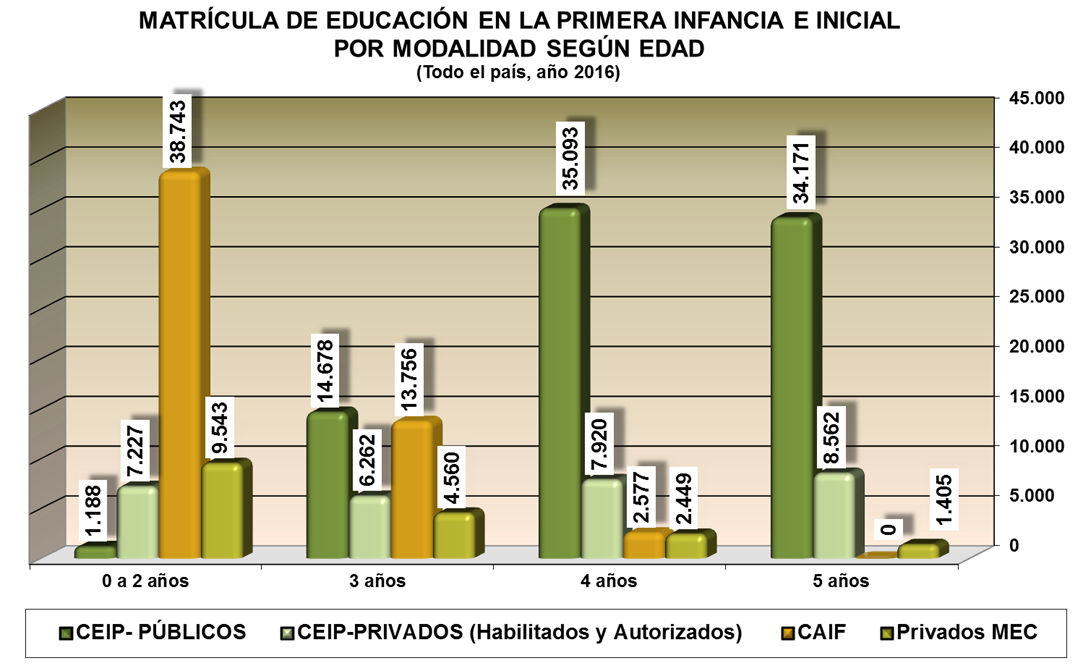 MATRÍCULA DE EDUCACIÓN EN LA PRIMERA INFANCIA E INICIAL
POR MODALIDAD SEGÚN EDAD
(Todo el país, año 2016)
45.000
40.000
35.000
30.000
25.000
20.000
15.000
10.000
5.000
0
1.188
7.227
38.743
9.543
14.678
6.262
13.756
4.560
35.093
7.920
2.577
2.449
34.171
8.562
0
1.405
0 a 2 años
3 años
4 años
5 años
CEIP- PÚBLICOS
CEIP-PRIVADOS (Habilitados y Autorizados)
CAIF
Privados MEC